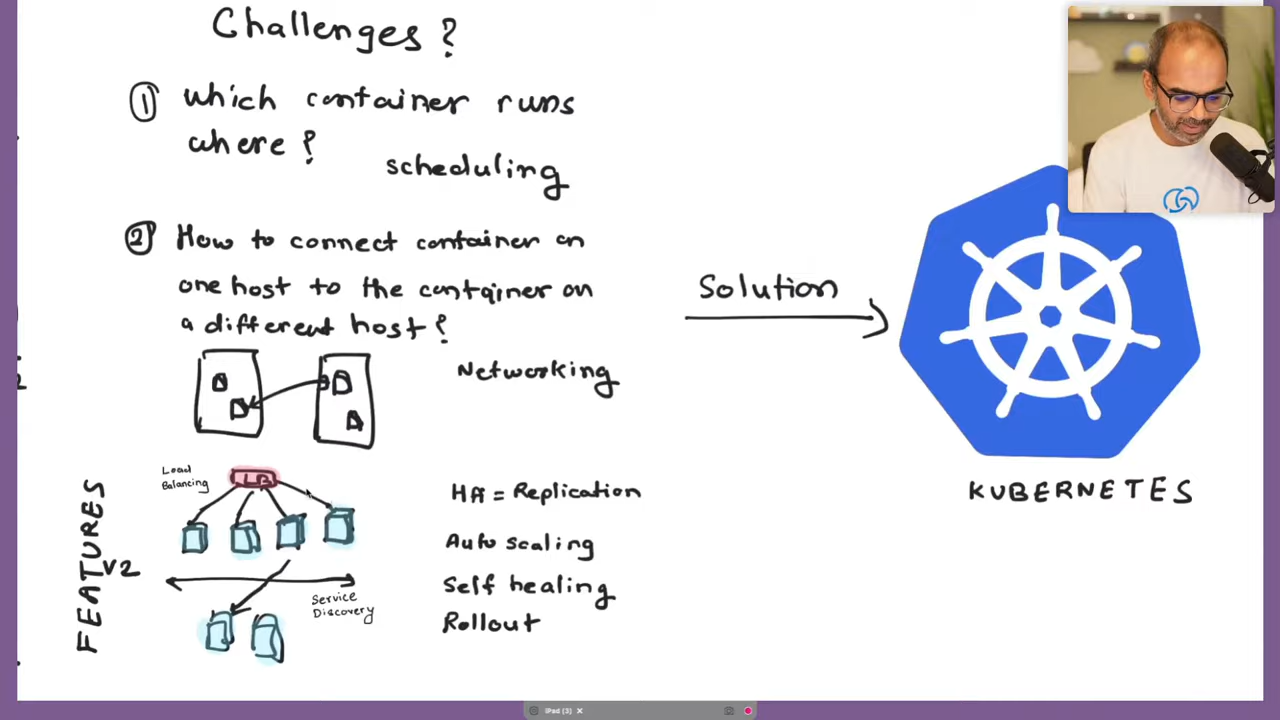 Challenges?
① which container runs
where?
scheduling
② How to connect container on
one host to the container on
a different host?
Solution
Networking
Load
Balancing
LB
HA = Replication
Auto scaling
Self healing
Rollout
Service
Discovery
FEATURES
V2
KUBERNETES
iPad (3)